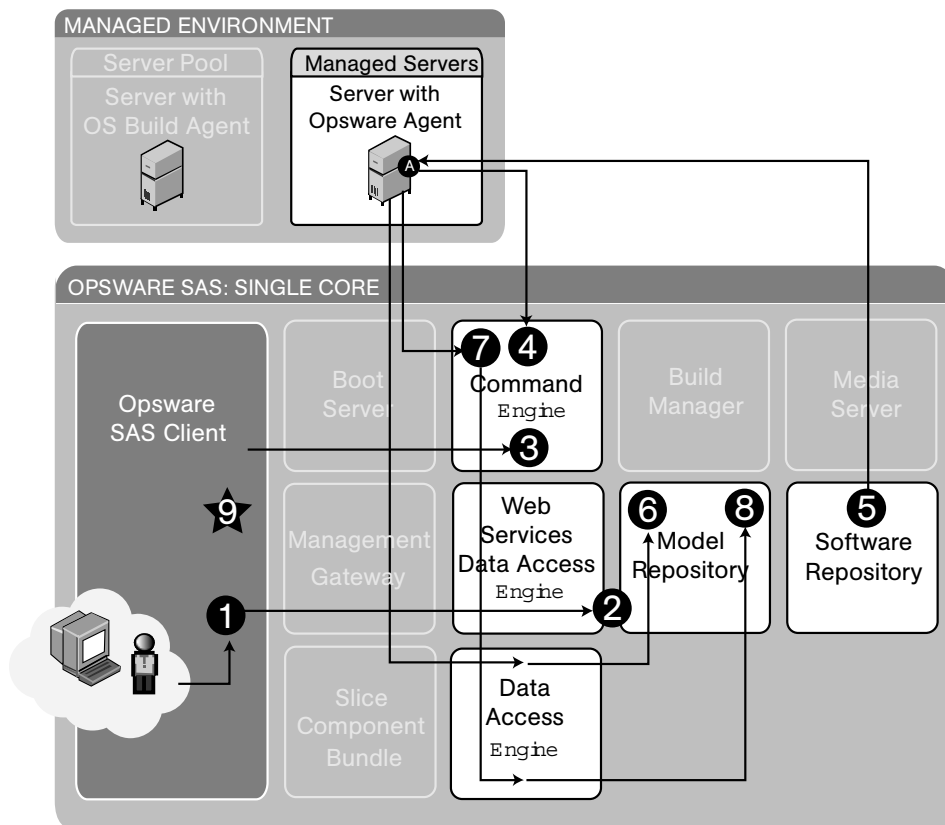 MANAGED ENVIRONMENT
Server Pool
Server with
OS Build Agent
Managed Servers
Server with
Opsware Agent
A
OPSWARE SAS: SINGLE CORE
Opsware
SAS Client
9
1
Boot
Server
7
4
Command
Engine
3
Build
Manager
Media
Server
Management
Gateway
Web
Services
Data Access
Engine
2
6
8
Model
Repository
5
Software
Repository
Slice
Component
Bundle
Data
Access
Engine